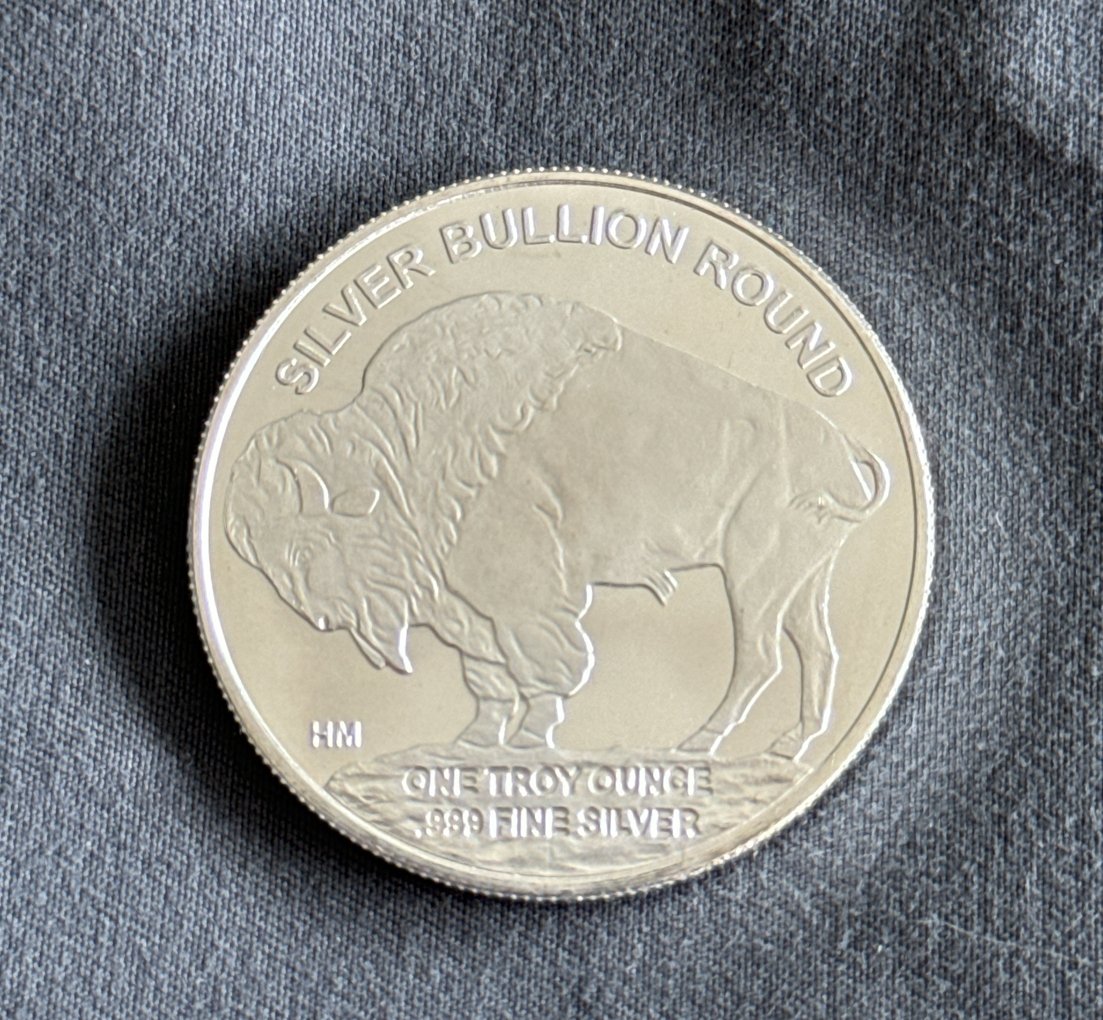 SILVER BULLION ROUND
HM
ONE TROY OUNCE
.999 FINE SILVER